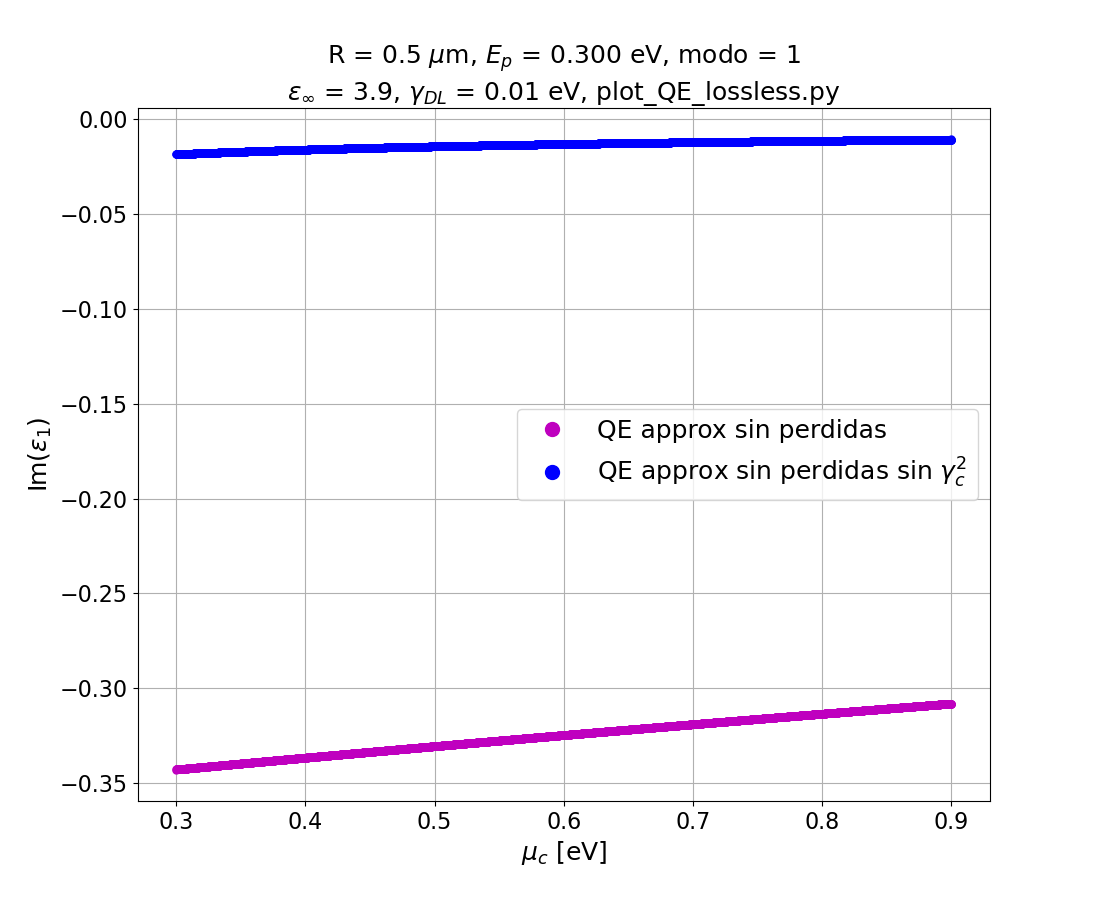 R = 0.5 μm, E_p = 0.300 eV, modo = 1
ε_∞ = 3.9, γ_DL = 0.01 eV, plot_QE_lossless.py
0.00
−0.05
−0.10
−0.15
−0.20
−0.25
−0.30
−0.35
Im(ε_1)
QE approx sin perdidas
QE approx sin perdidas sin γ_c^2
0.3 0.4 0.5 0.6 0.7 0.8 0.9
μ_c [eV]